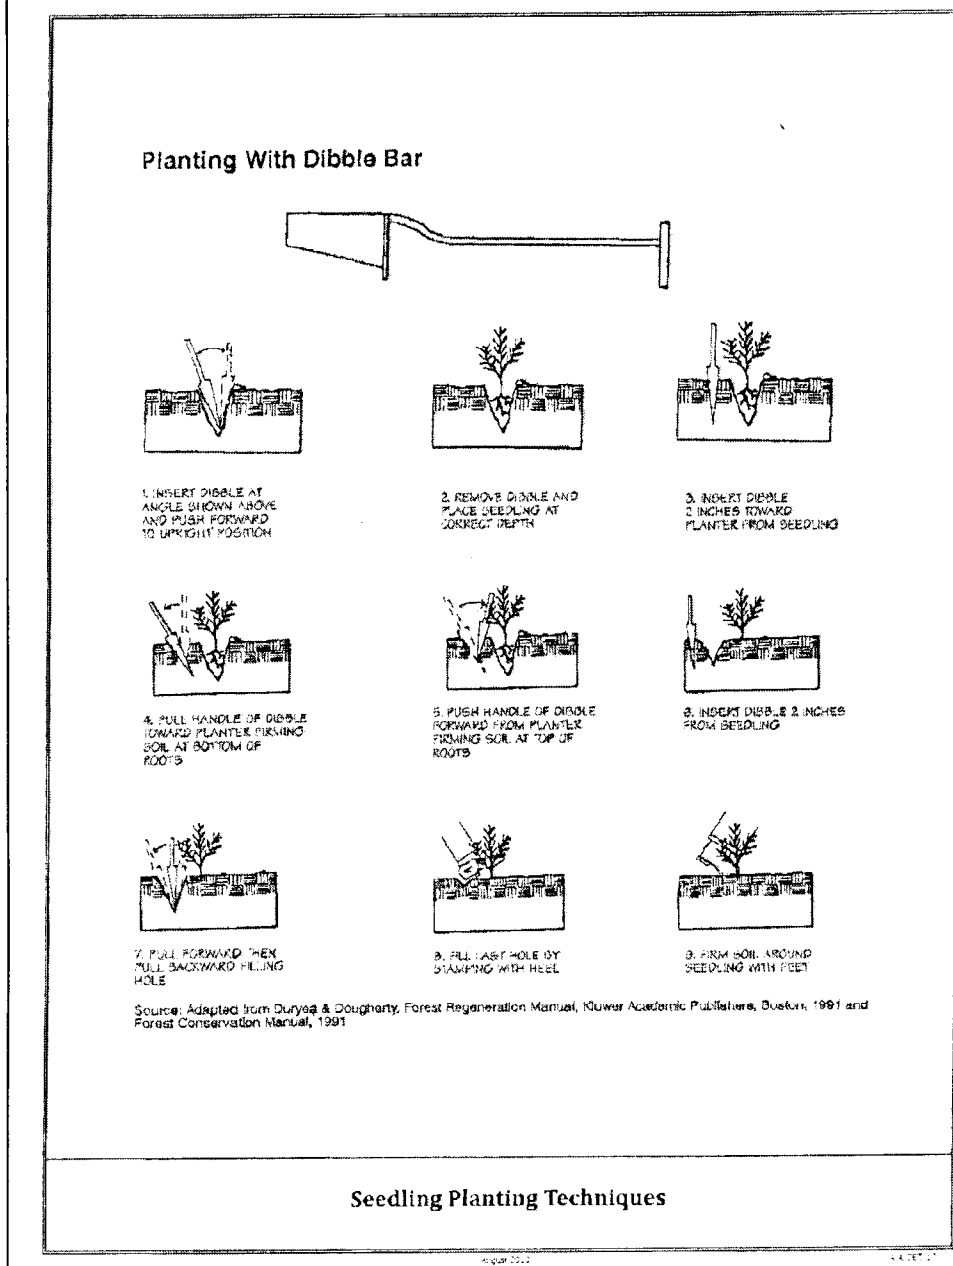 Planting With Dibble Bar
1. INSERT DIBBLE AT
ANGLE SHOWN ABOVE
AND PUSH FORWARD
TO UPRIGHT POSITION
2. REMOVE DIBBLE AND
PLACE SEEDLING AT
CORRECT DEPTH
3. INSERT DIBBLE
2 INCHES TOWARD
PLANTER FROM SEEDLING
4. PULL HANDLE OF DIBBLE
TOWARD PLANTER FIRMING
SOIL AT BOTTOM OF
ROOTS
5. PUSH HANDLE OF DIBBLE
FORWARD FROM PLANTER
FIRMING SOIL AT TOP OF
ROOTS
6. INSERT DIBBLE 2 INCHES
FROM SEEDLING
7. PULL FORWARD THEN
PULL BACKWARD FILLING
HOLE
8. FILL LAST HOLE BY
STAMPING WITH HEEL
9. FIRM SOIL AROUND
SEEDLING WITH FEET
Source: Adapted from Duryea & Dougherty, Forest Regeneration Manual, Kluwer Academic Publishers, Boston, 1991 and
Forest Conservation Manual, 1991
Seedling Planting Techniques
August